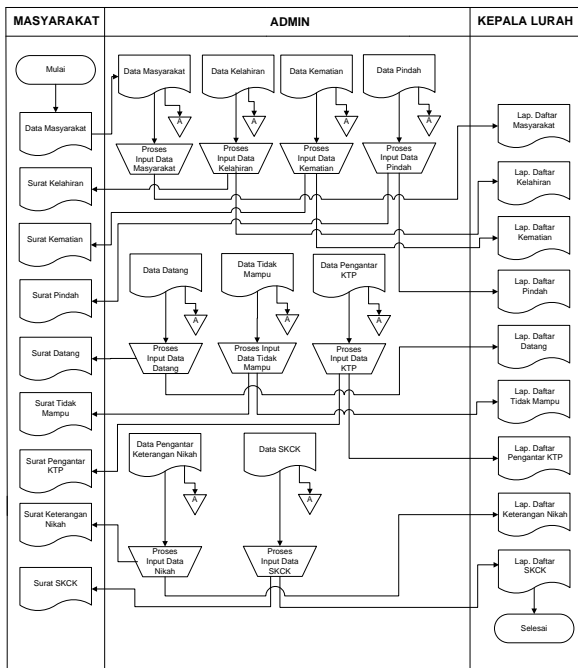 MASYARAKAT
ADMIN
KEPALA LURAH
Mulai
Data Masyarakat
Surat Kelahiran
Surat Kematian
Surat Pindah
Surat Datang
Surat Tidak
Mampu
Surat Pengantar
KTP
Surat Keterangan
Nikah
Surat SKCK
Data Masyarakat
Data Kelahiran
Data Kematian
Data Pindah
A
A
A
A
Proses
Input Data
Masyarakat
Proses
Input Data
Kelahiran
Proses
Input Data
Kematian
Proses
Input Data
Pindah
Data Datang
Data Tidak
Mampu
Data Pengantar
KTP
A
A
A
Proses
Input Data
Datang
Proses Input
Data Tidak
Mampu
Proses
Input Data
KTP
Data Pengantar
Keterangan Nikah
Data SKCK
A
A
Proses
Input Data
Nikah
Proses
Input Data
SKCK
Lap. Daftar
Masyarakat
Lap. Daftar
Kelahiran
Lap. Daftar
Kematian
Lap. Daftar
Pindah
Lap. Daftar
Datang
Lap. Daftar
Tidak Mampu
Lap. Daftar
Pengantar KTP
Lap. Daftar
Keterangan Nikah
Lap. Daftar
SKCK
Selesai